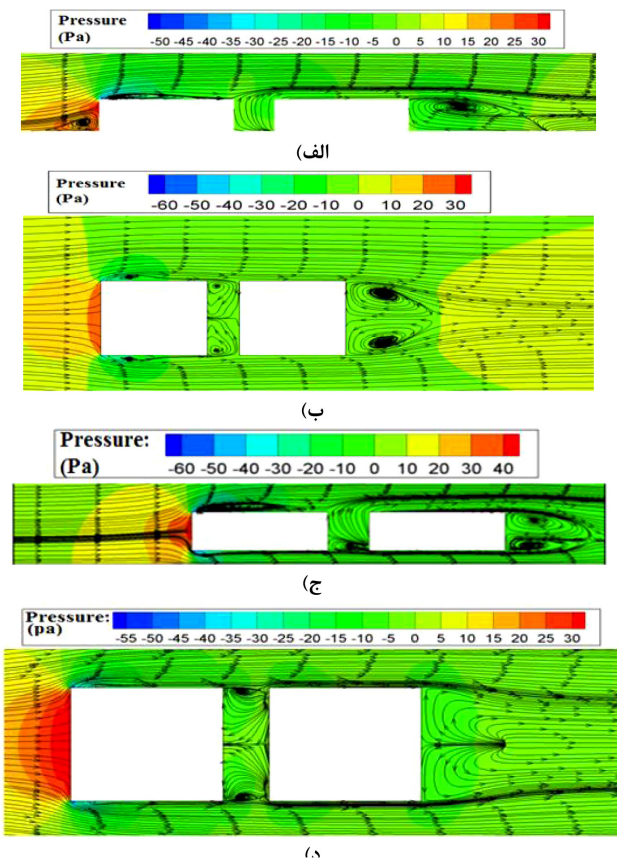 Pressure
(Pa)
-50 -45 -40 -35 -30 -25 -20 -15 -10 -5 0 5 10 15 20 25 30
الف)
Pressure
(Pa)
-60 -50 -40 -30 -20 -10 0 10 20 30
ب)
Pressure:
(Pa)
-60 -50 -40 -30 -20 -10 0 10 20 30 40
ج)
Pressure:
(pa)
-55 -50 -45 -40 -35 -30 -25 -20 -15 -10 -5 0 5 10 15 20 25 30
د)